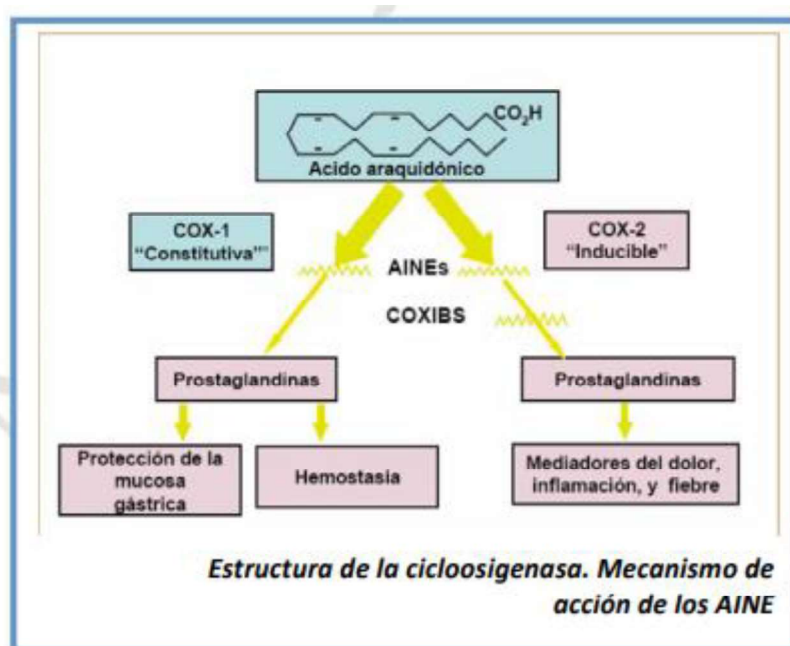 CO2H
Acido araquidónico
COX-1
“Constitutiva””
COX-2
“Inducible”
AINEs
COXIBS
Prostaglandinas
Prostaglandinas
Protección de la
mucosa
gástrica
Hemostasia
Mediadores del dolor,
inflamación, y fiebre
Estructura de la cicloosigenasa. Mecanismo de
acción de los AINE